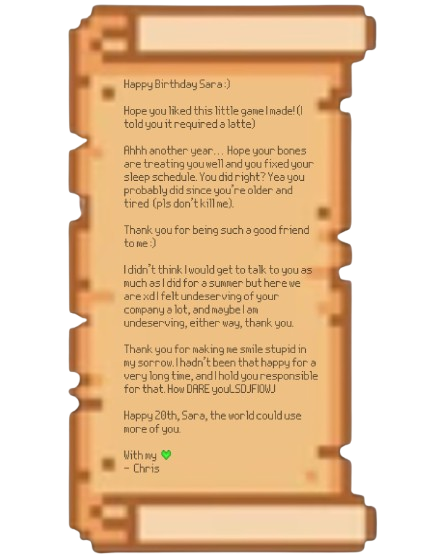 Happy Birthday Sara :)
Hope you liked this little game I made! (I
told you it required a latte)
Ahhh another year... Hope your bones
are treating you well and you fixed your
sleep schedule. You did right? Yea you
probably did since you're older and
tired (pls don't kill me).
Thank you for being such a good friend
to me :)
I didn't think I would get to talk to you as
much as I did for a summer but here we
are xd I felt undeserving of your
company a lot, and maybe I am
undeserving, either way, thank you.
Thank you for making me smile stupid in
my sorrow. I hadn't been that happy for a
very long time, and I hold you responsible
for that. How DARE youLSDJFIOWJ
Happy 20th, Sara, the world could use
more of you.
With my 💚
- Chris